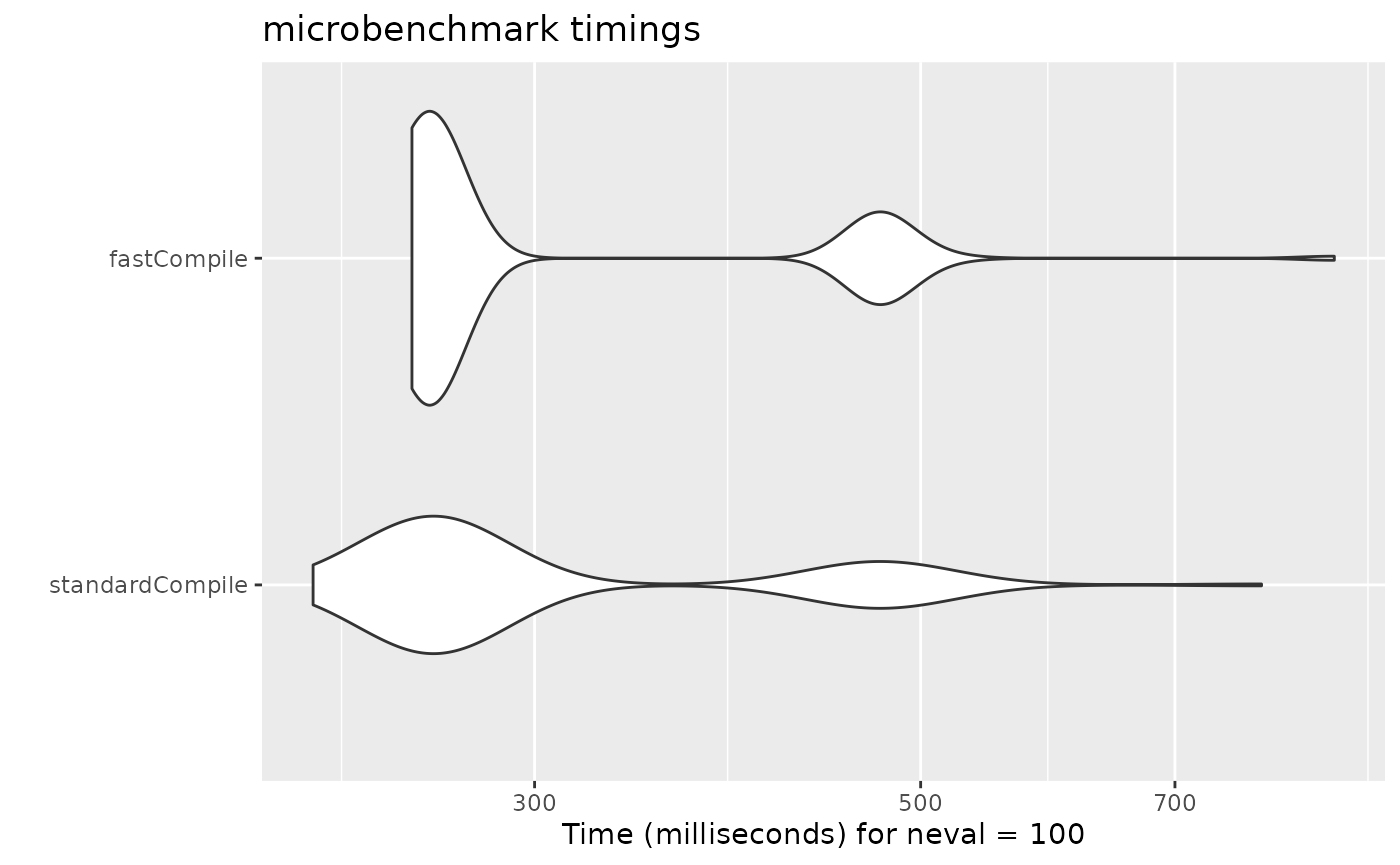 microbenchmark timings
fastCompile
standardCompile
300 500 700
Time (milliseconds) for neval = 100